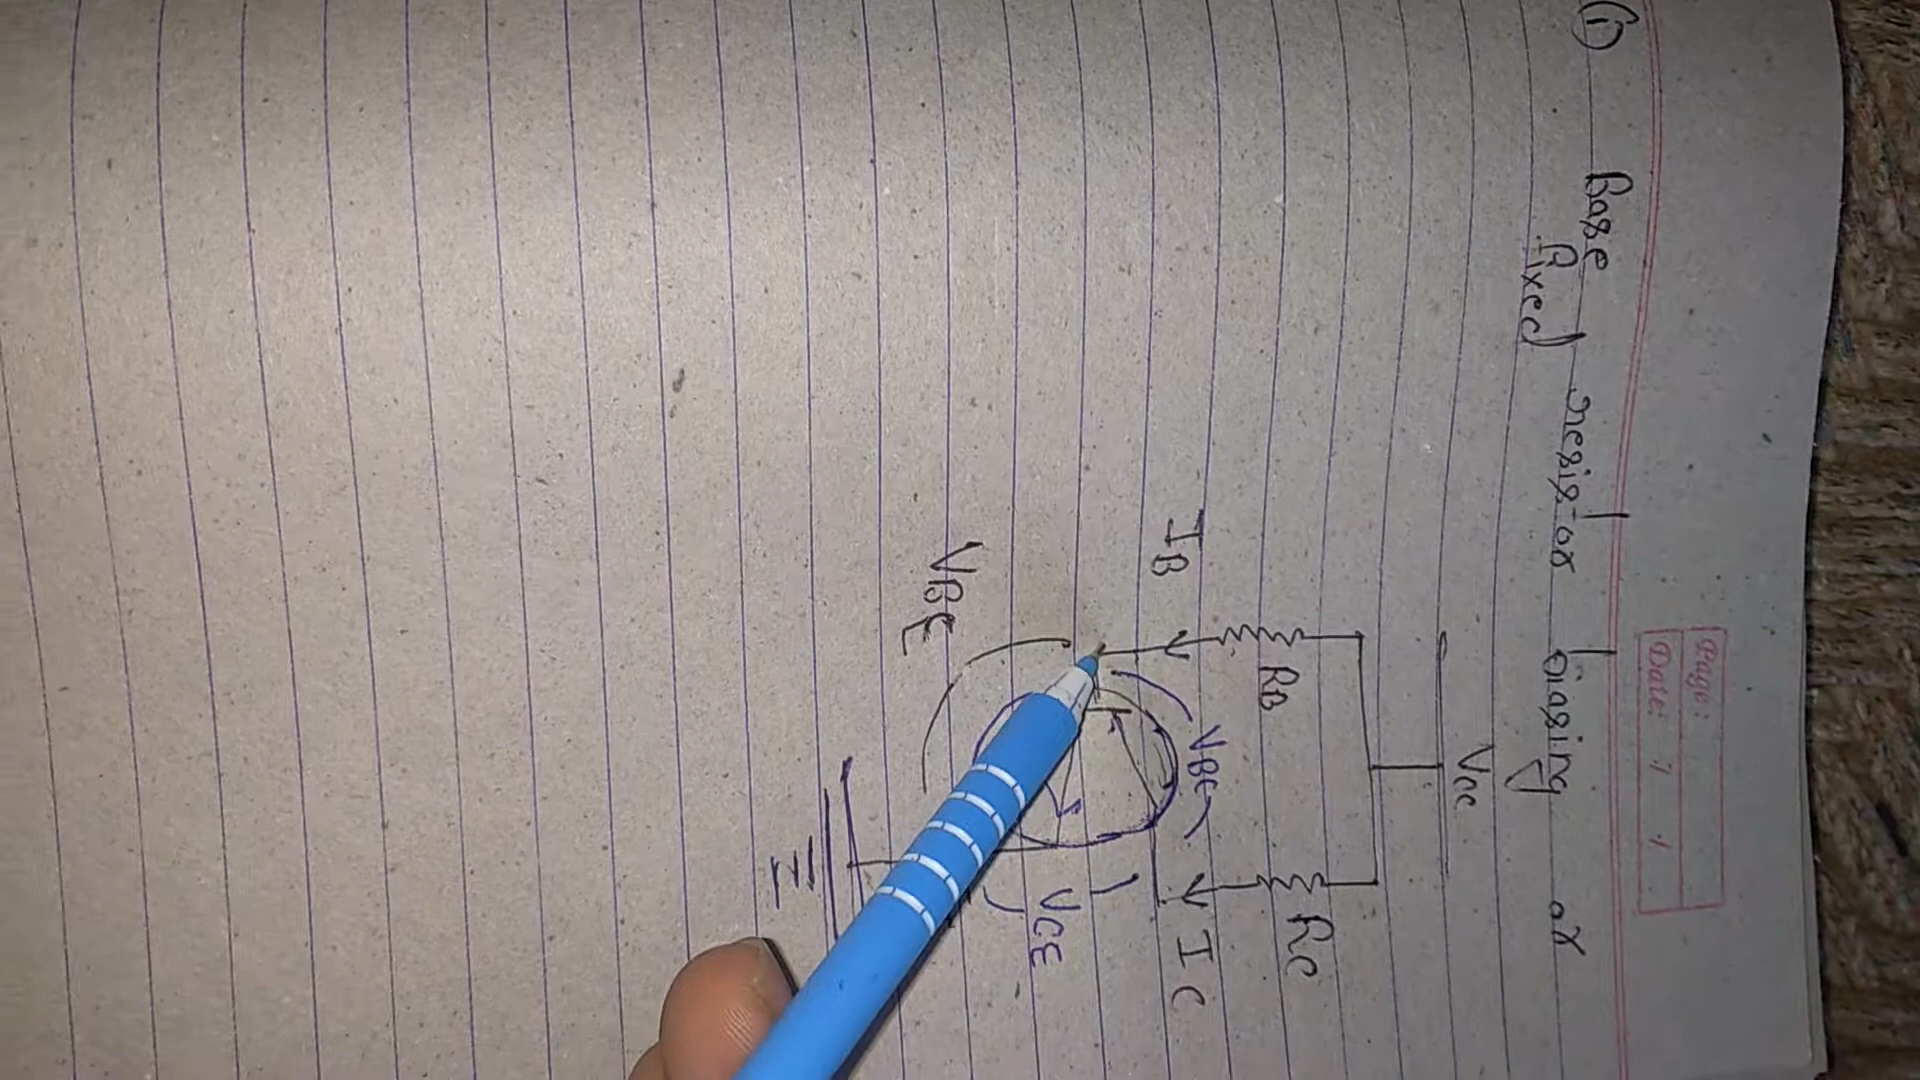 Page:
Date: / /
(i) Base resistor biasing or
fixed
Vcc
RB
RC
IB
VBC
IC
VBE
VCE